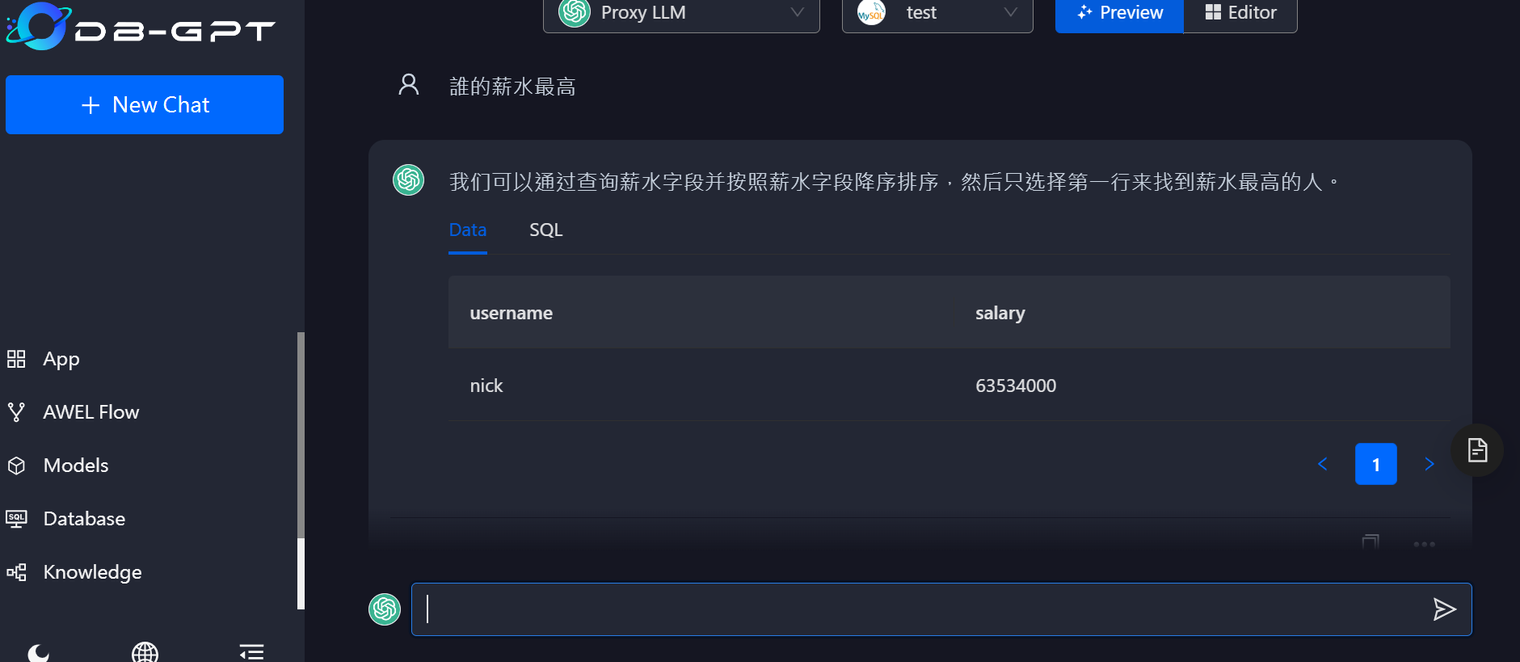 DB-GPT
Proxy LLM
MySQL
test
Preview
Editor
+ New Chat
誰的薪水最高
我们可以通过查询薪水字段并按照薪水字段降序排序，然后只选择第一行来找到薪水最高的人。
Data SQL
username salary
nick 63534000
< 1 >
App
AWEL Flow
Models
SQL Database
Knowledge